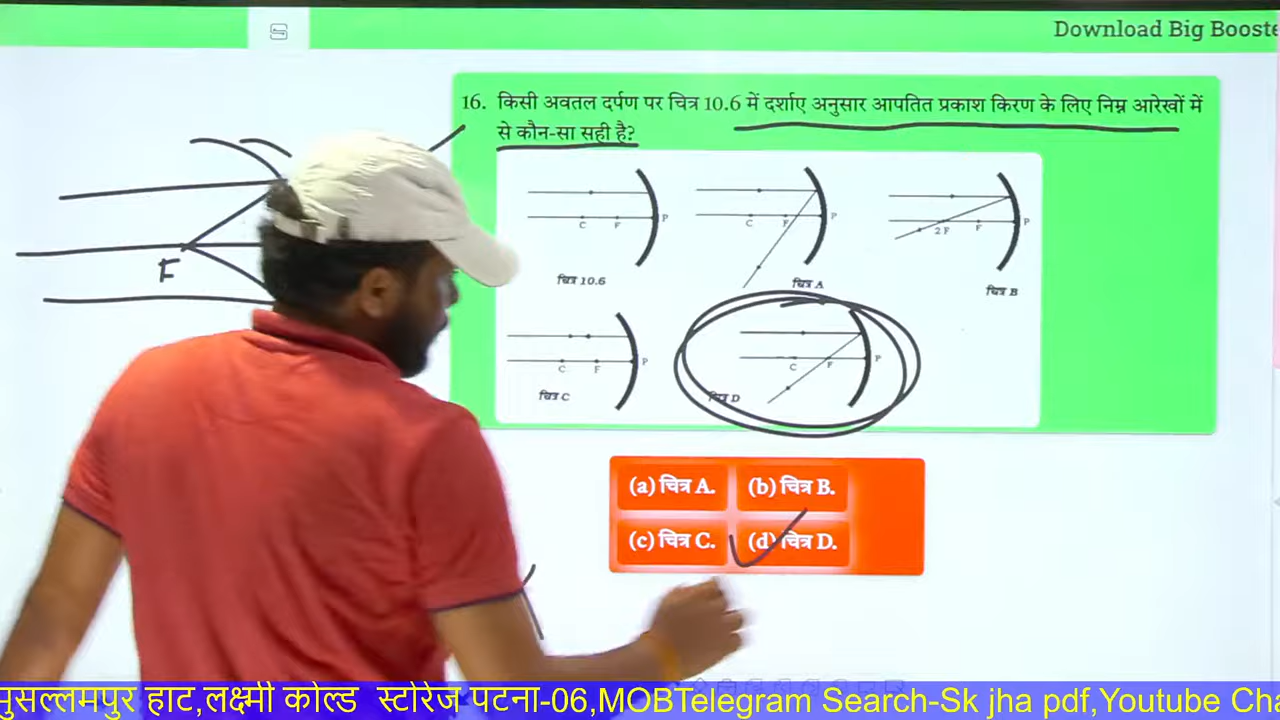 Download Big Booste
16. किसी अवतल दर्पण पर चित्र 10.6 में दर्शाए अनुसार आपतित प्रकाश किरण के लिए निम्न आरेखों में
से कौन-सा सही है?
C F P
चित्र 10.6
C F P
चित्र A
2F F P
चित्र B
C F P
चित्र C
C F P
चित्र D
F
(a) चित्र A. (b) चित्र B.
(c) चित्र C. (d) चित्र D.
मुसल्लमपुर हाट,लक्ष्मी कोल्ड स्टोरेज पटना-06,MOBTelegram Search-Sk jha pdf,Youtube Cha